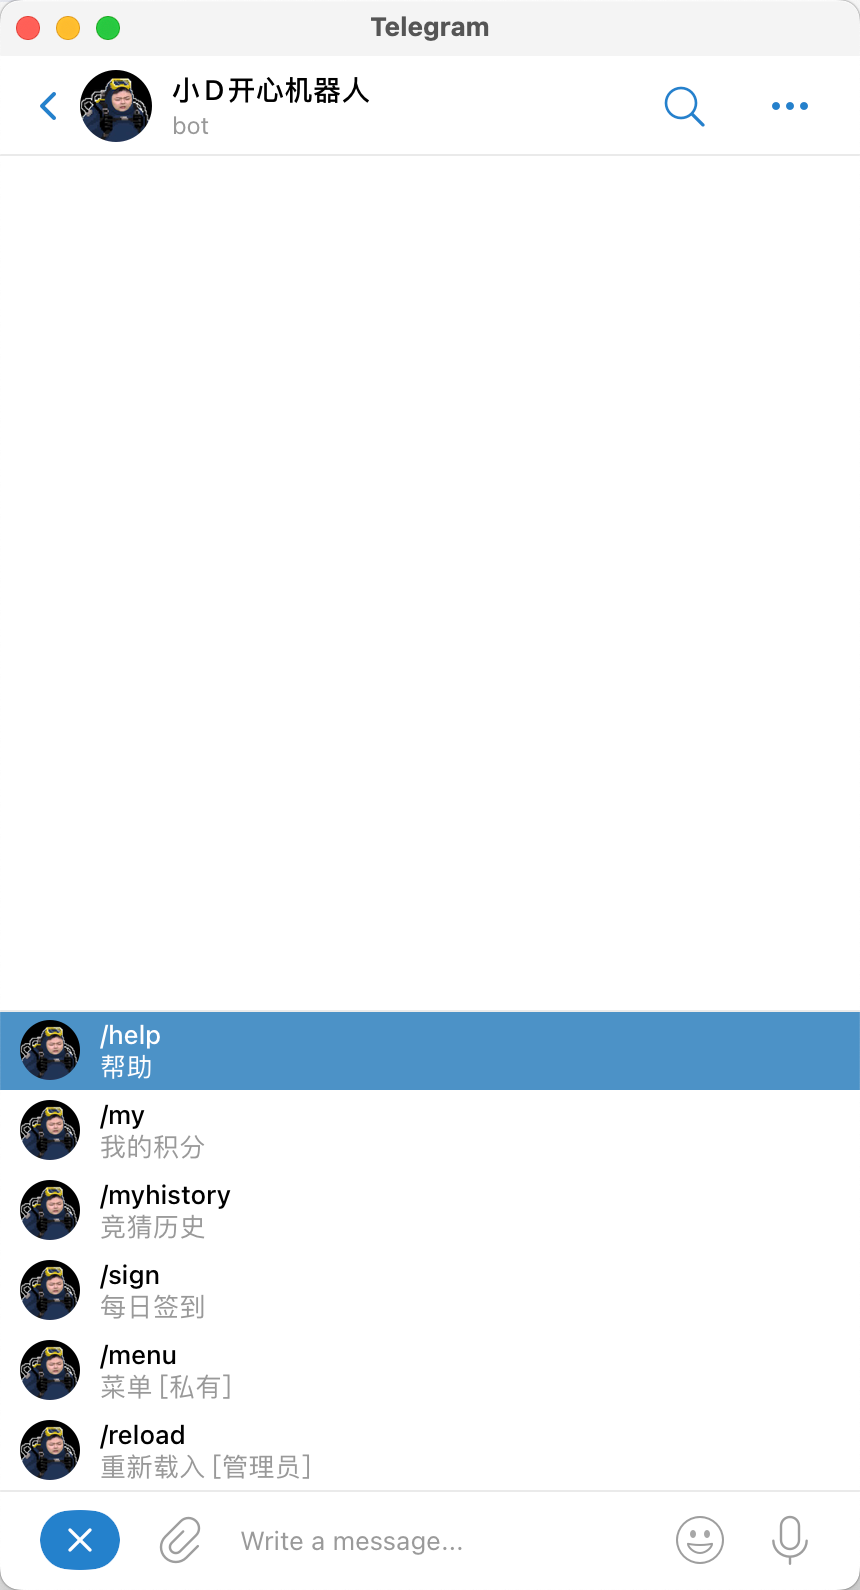 Telegram
小D开心机器人
bot
/help
帮助
/my
我的积分
/myhistory
竞猜历史
/sign
每日签到
/menu
菜单 [私有]
/reload
重新载入 [管理员]
Write a message...